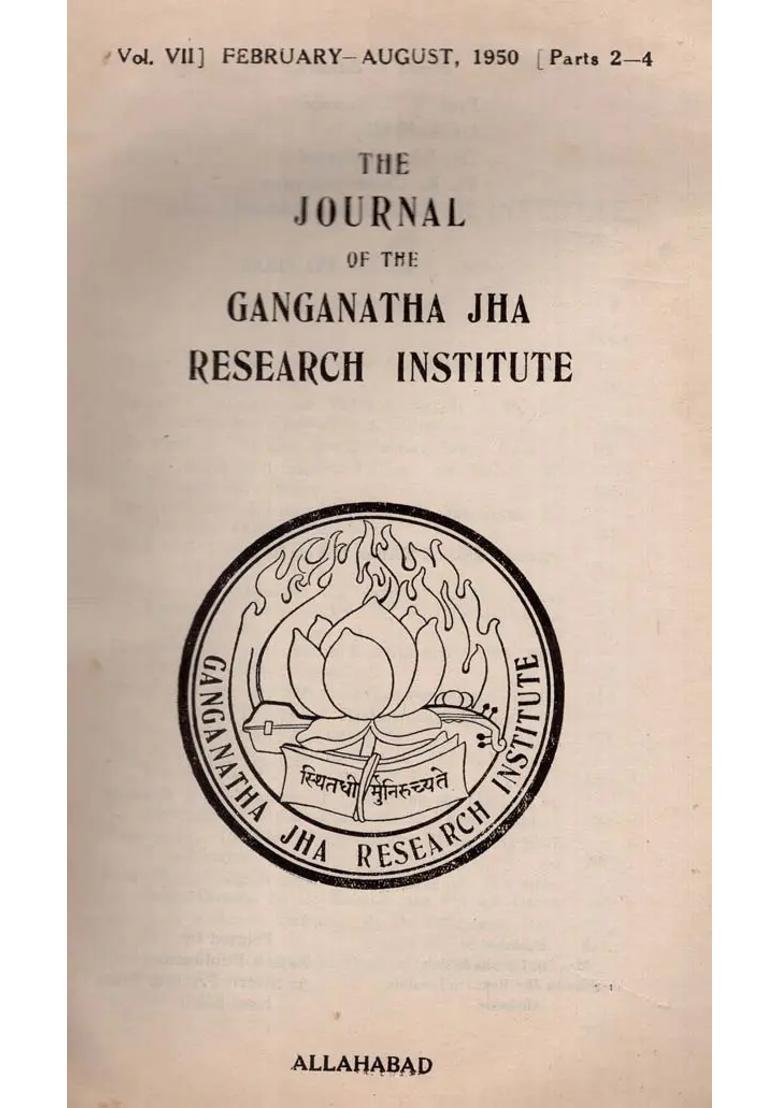 Vol. VII] FEBRUARY—AUGUST, 1950 [Parts 2—4
THE
JOURNAL
OF THE
GANGANATHA JHA
RESEARCH INSTITUTE
स्थितधीर्मुनिरुच्यते
GANGANATHA JHA RESEARCH INSTITUTE
ALLAHABAD